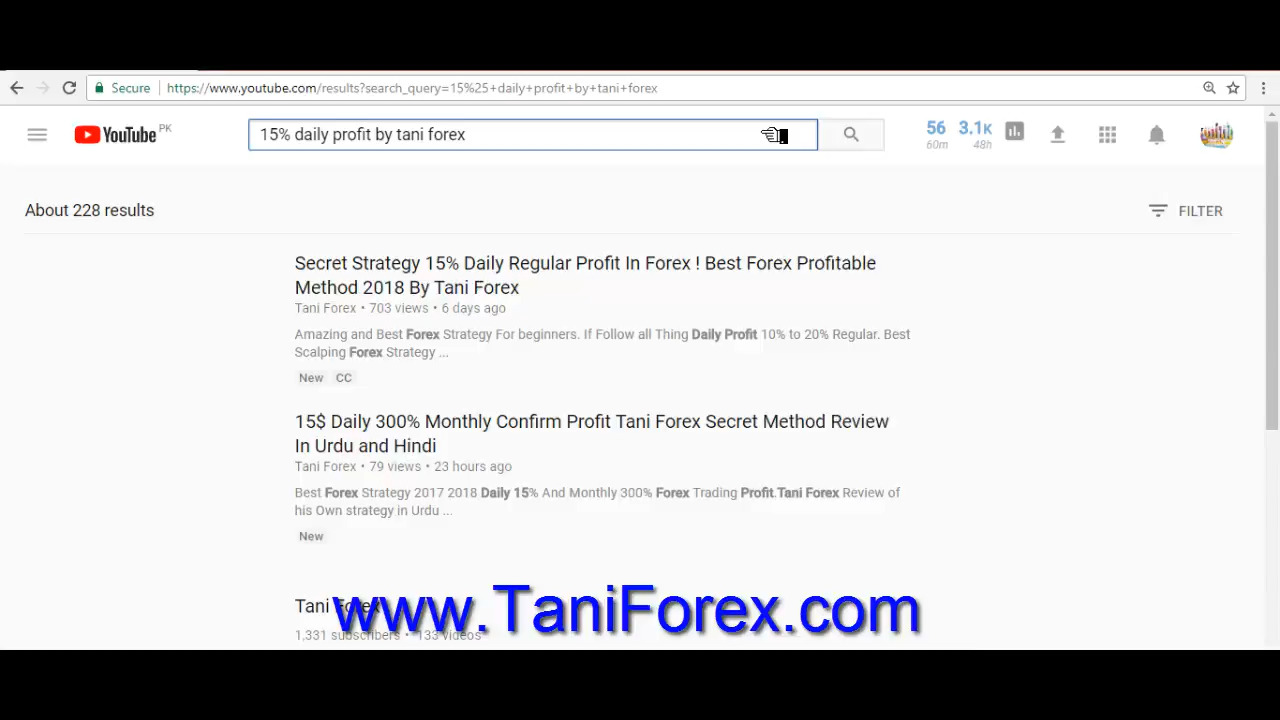 Secure https://www.youtube.com/results?search_query=15%25+daily+profit+by+tani+forex
YouTube PK
15% daily profit by tani forex
56 3.1K
60m 48h
About 228 results
FILTER
Secret Strategy 15% Daily Regular Profit In Forex ! Best Forex Profitable
Method 2018 By Tani Forex
Tani Forex • 703 views • 6 days ago
Amazing and Best Forex Strategy For beginners. If Follow all Thing Daily Profit 10% to 20% Regular. Best
Scalping Forex Strategy ...
New CC
15$ Daily 300% Monthly Confirm Profit Tani Forex Secret Method Review
In Urdu and Hindi
Tani Forex • 79 views • 23 hours ago
Best Forex Strategy 2017 2018 Daily 15% And Monthly 300% Forex Trading Profit.Tani Forex Review of
his Own strategy in Urdu ...
New
Tani Forex
www.TaniForex.com
1,331 subscribers • 133 videos